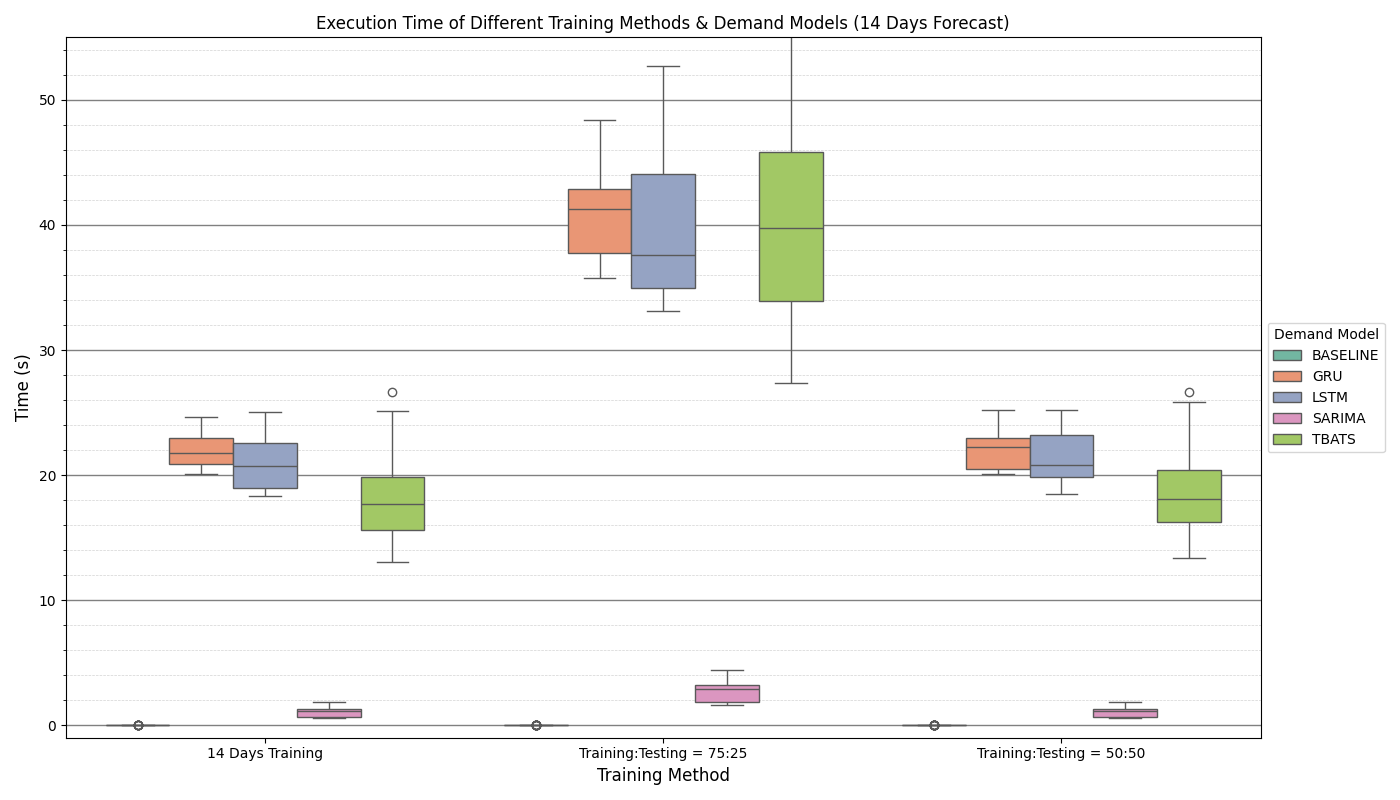 Execution Time of Different Training Methods & Demand Models (14 Days Forecast)
Time (s)
50
40
30
20
10
0
14 Days Training
Training:Testing = 75:25
Training:Testing = 50:50
Training Method
Demand Model
BASELINE
GRU
LSTM
SARIMA
TBATS